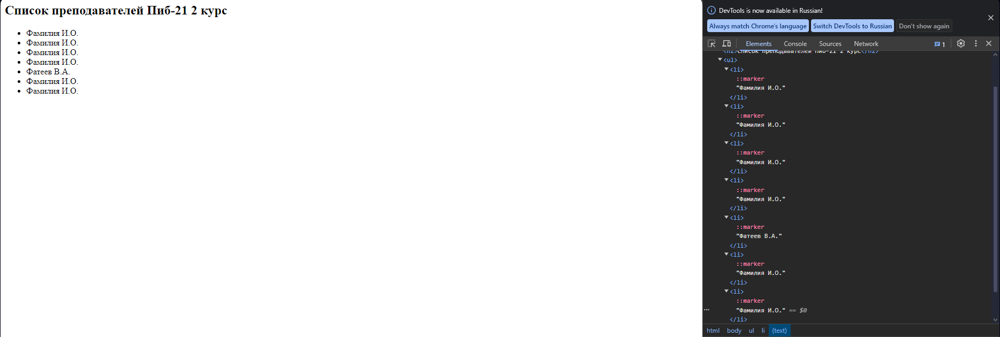 Список преподавателей Пиб-21 2 курс
• Фамилия И.О.
• Фамилия И.О.
• Фамилия И.О.
• Фамилия И.О.
• Фатеев В.А.
• Фамилия И.О.
• Фамилия И.О.
DevTools is now available in Russian!
Always match Chrome's language Switch DevTools to Russian Don't show again
Elements Console Sources Network 1
<h2>Список преподавателей Пиб-21 2 курс</h2>
<ul>
<li>
::marker
"Фамилия И.О."
</li>
<li>
::marker
"Фамилия И.О."
</li>
<li>
::marker
"Фамилия И.О."
</li>
<li>
::marker
"Фамилия И.О."
</li>
<li>
::marker
"Фатеев В.А."
</li>
<li>
::marker
"Фамилия И.О."
</li>
<li>
::marker
"Фамилия И.О." == $0
</li>
html body ul li (text)